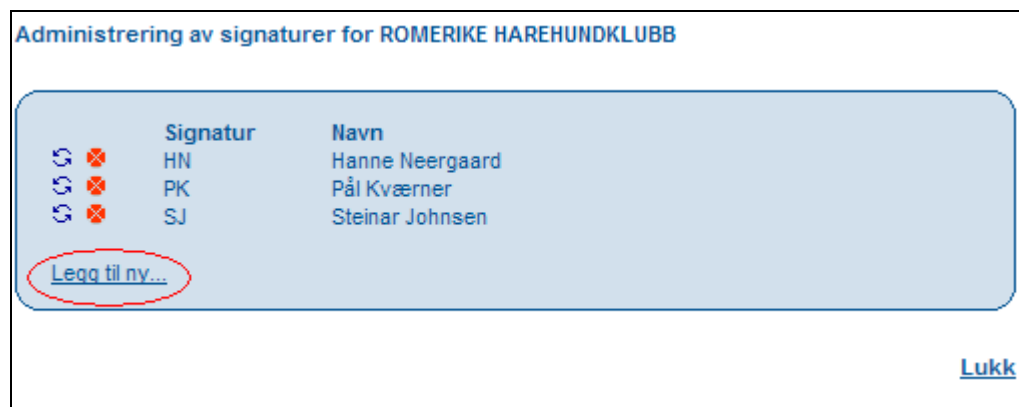 Administrering av signaturer for ROMERIKE HAREHUNDKLUBB
Signatur Navn
HN Hanne Neergaard
PK Pål Kværner
SJ Steinar Johnsen
Legg til ny...
Lukk